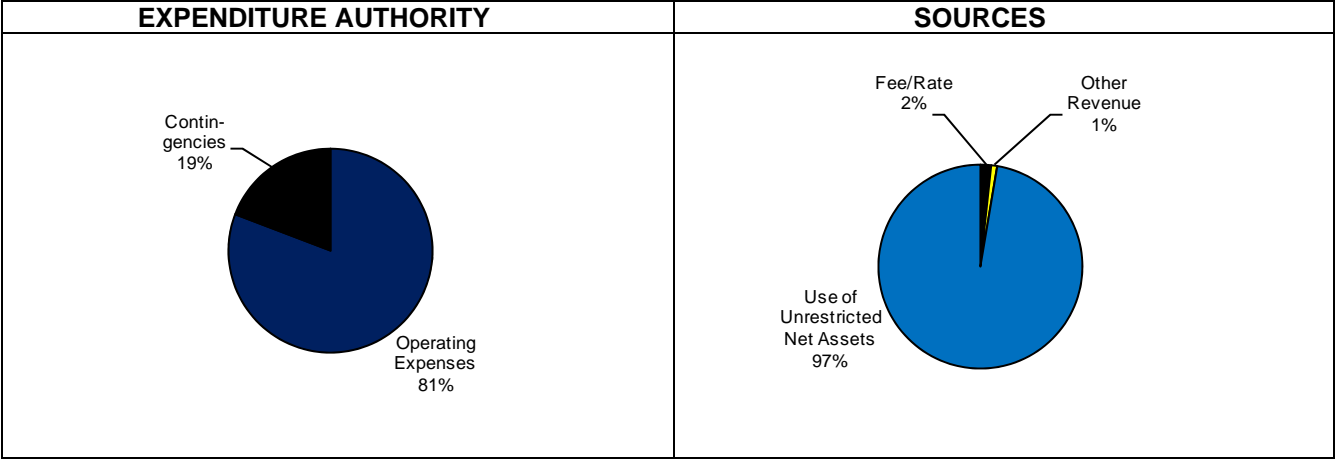 EXPENDITURE AUTHORITY
Contin-
gencies
19%
Operating
Expenses
81%
SOURCES
Fee/Rate
2%
Other
Revenue
1%
Use of
Unrestricted
Net Assets
97%